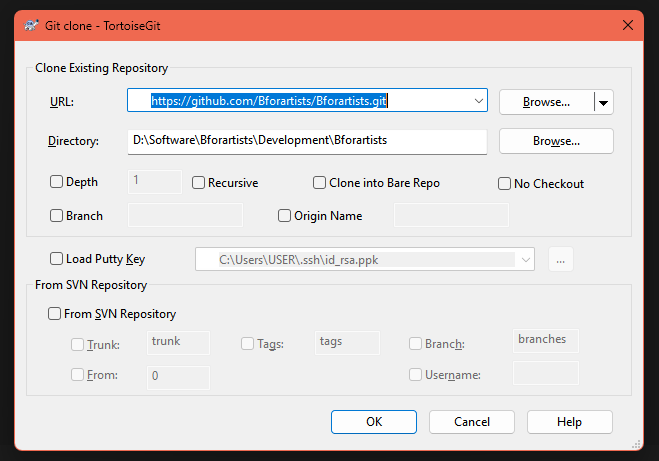 Git clone - TortoiseGit
Clone Existing Repository
URL: https://github.com/Bforartists/Bforartists.git Browse...
Directory: D:\Software\Bforartists\Development\Bforartists Browse...
Depth 1 Recursive Clone into Bare Repo No Checkout
Branch Origin Name
Load Putty Key C:\Users\USER\.ssh\id_rsa.ppk ...
From SVN Repository
From SVN Repository
Trunk: trunk Tags: tags Branch: branches
From: 0 Username:
OK Cancel Help